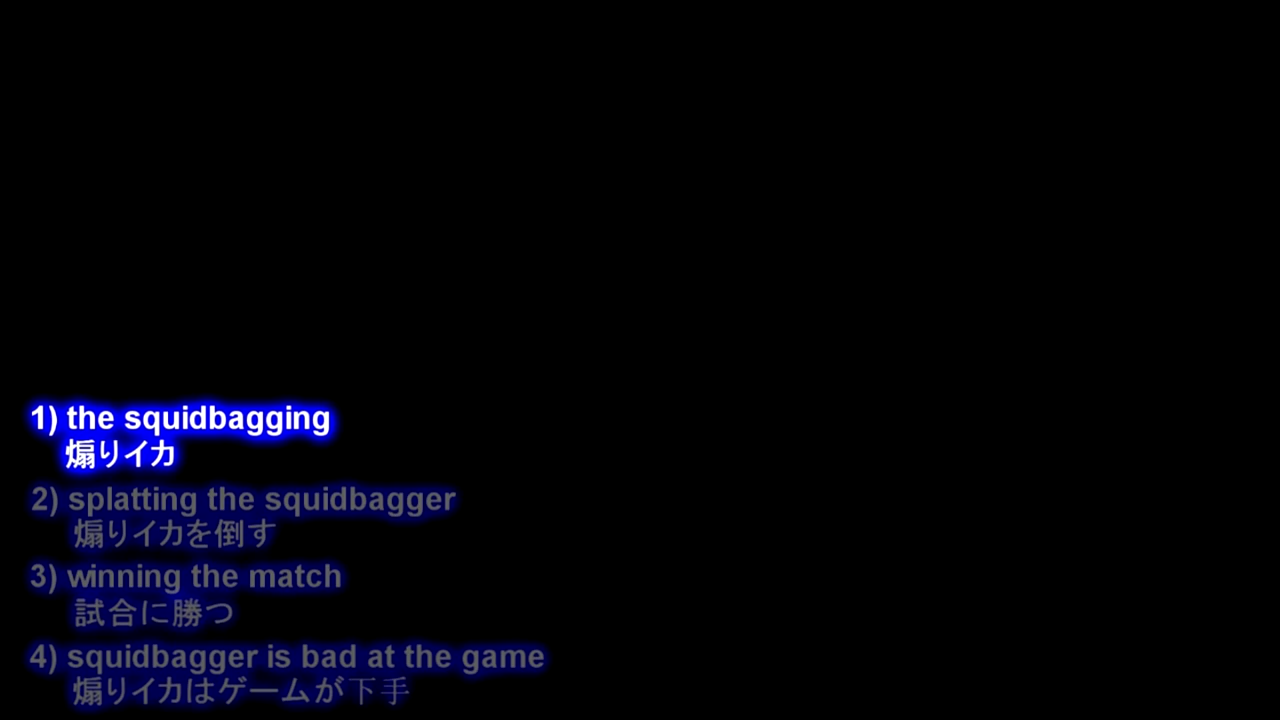 1) the squidbagging
煽りイカ
2) splatting the squidbagger
煽りイカを倒す
3) winning the match
試合に勝つ
4) squidbagger is bad at the game
煽りイカはゲームが下手